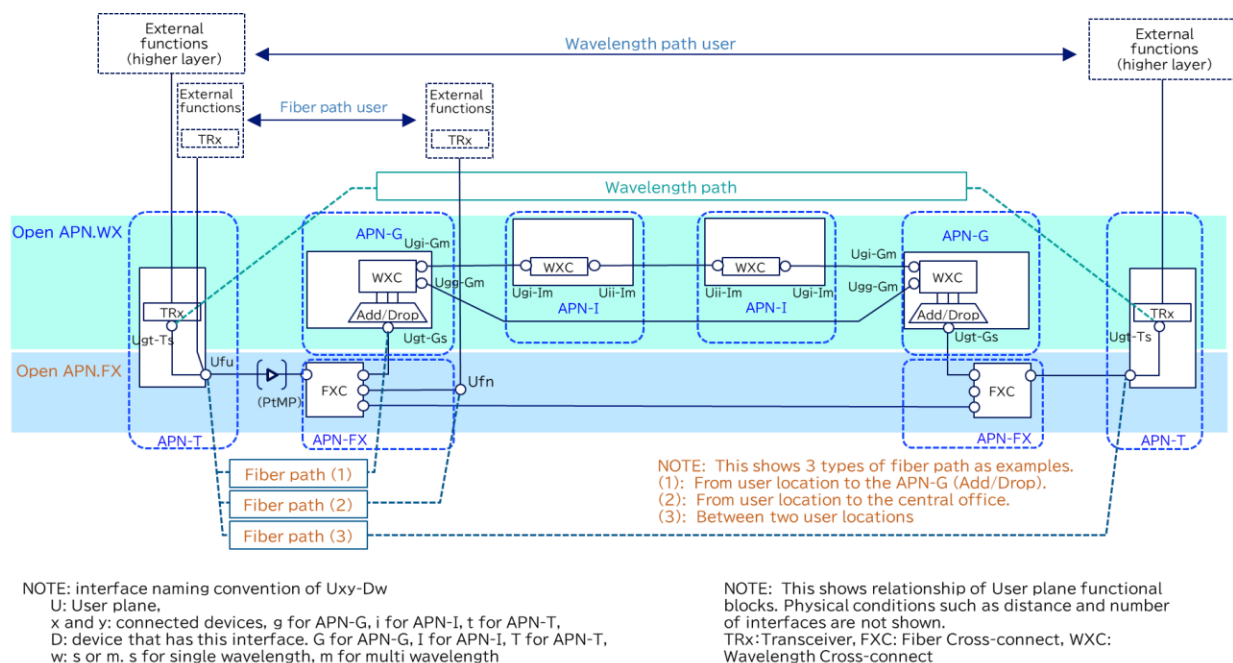 External
functions
(higher layer)
Wavelength path user
External
functions
(higher layer)
External
functions
TRx
Fiber path user
External
functions
TRx
Wavelength path
Open APN.WX
APN-G
Ugi-Gm
WXC
Ugg-Gm
Add/Drop
Ugt-Gs
WXC
Ugi-Im
Uii-Im
APN-I
WXC
Uii-Im
Ugi-Im
APN-I
APN-G
Ugi-Gm
WXC
Ugg-Gm
Add/Drop
Ugt-Gs
TRx
Ugt-Ts
TRx
Ugt-Ts
Open APN.FX
Ufu
(PtMP)
FXC
Ufn
FXC
APN-T
APN-FX
APN-FX
APN-T
Fiber path (1)
Fiber path (2)
Fiber path (3)
NOTE: This shows 3 types of fiber path as examples.
(1): From user location to the APN-G (Add/Drop).
(2): From user location to the central office.
(3): Between two user locations
NOTE: interface naming convention of Uxy-Dw
U: User plane,
x and y: connected devices, g for APN-G, i for APN-I, t for APN-T,
D: device that has this interface. G for APN-G, I for APN-I, T for APN-T,
w: s or m. s for single wavelength, m for multi wavelength
NOTE: This shows relationship of User plane functional
blocks. Physical conditions such as distance and number
of interfaces are not shown.
TRx:Transceiver, FXC: Fiber Cross-connect, WXC:
Wavelength Cross-connect